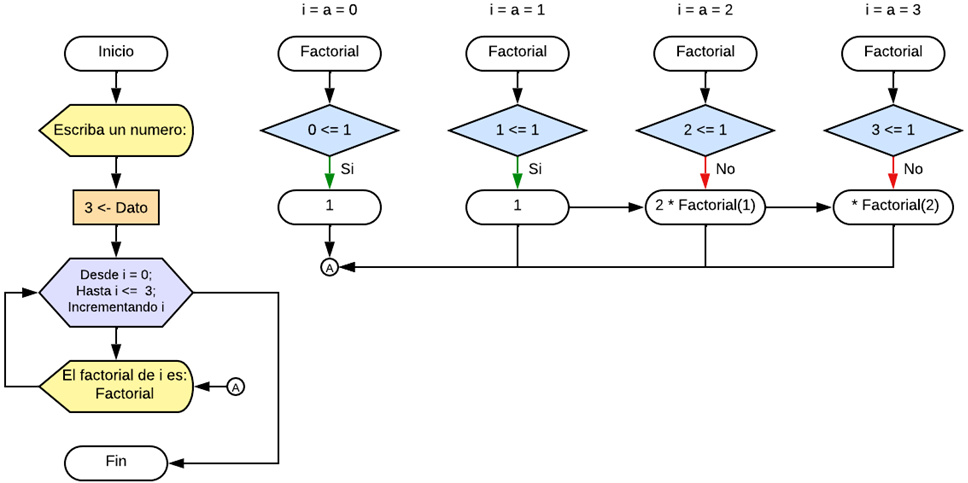 i = a = 0
i = a = 1
i = a = 2
i = a = 3
Inicio
Factorial
Factorial
Factorial
Factorial
Escriba un numero:
0 <= 1
1 <= 1
2 <= 1
3 <= 1
Si
Si
No
No
3 <- Dato
1
1
2 * Factorial(1)
* Factorial(2)
A
Desde i = 0;
Hasta i <= 3;
Incrementando i
El factorial de i es:
Factorial
A
Fin